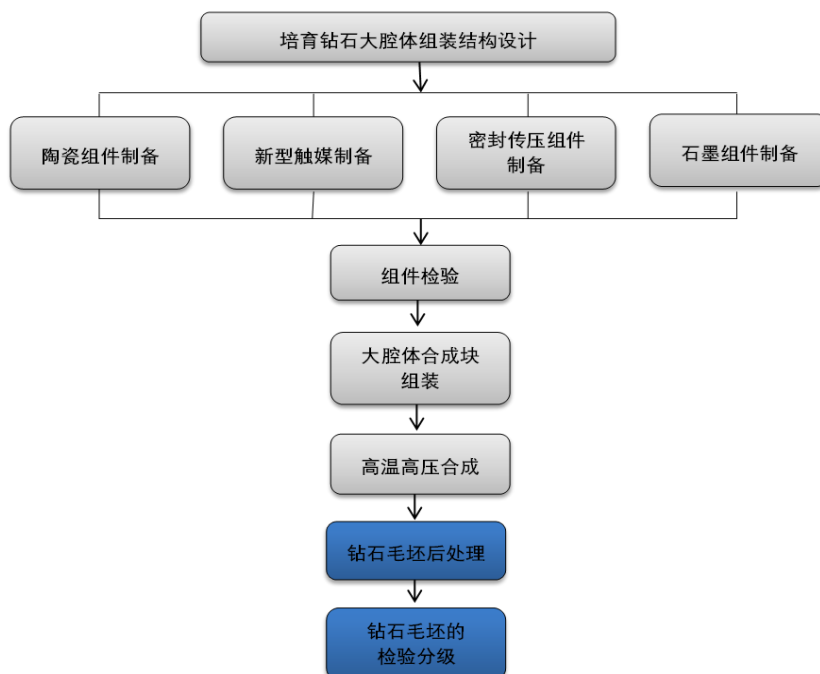 培育钻石大腔体组装结构设计
陶瓷组件制备
新型触媒制备
密封传压组件
制备
石墨组件制备
组件检验
大腔体合成块
组装
高温高压合成
钻石毛坯后处理
钻石毛坯的
检验分级